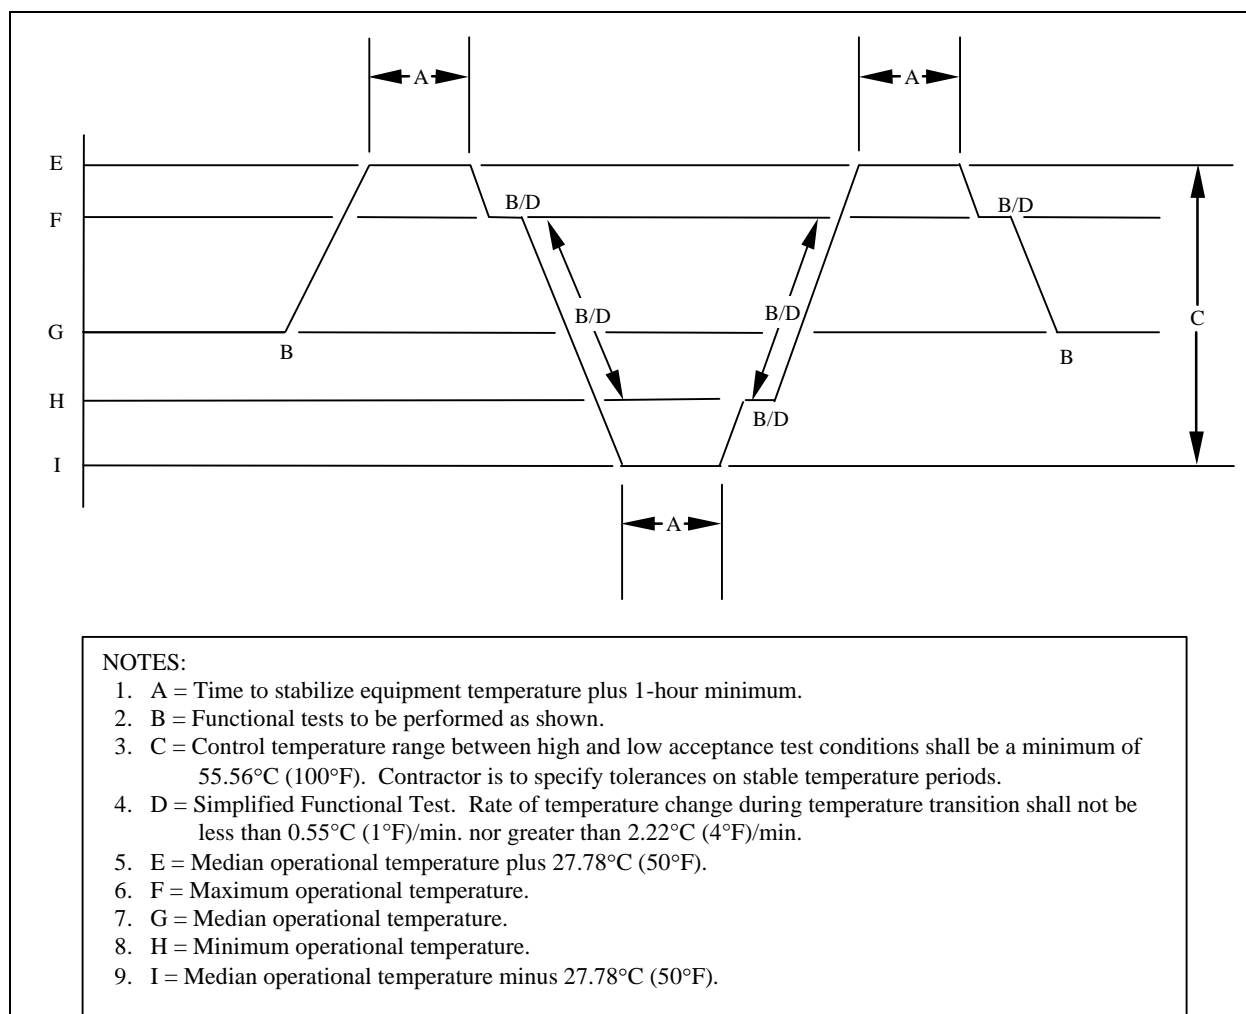 A
A
E
B/D
B/D
F
B/D
B/D
C
G
B
B
H
B/D
I
A
NOTES:
1. A = Time to stabilize equipment temperature plus 1-hour minimum.
2. B = Functional tests to be performed as shown.
3. C = Control temperature range between high and low acceptance test conditions shall be a minimum of
55.56°C (100°F). Contractor is to specify tolerances on stable temperature periods.
4. D = Simplified Functional Test. Rate of temperature change during temperature transition shall not be
less than 0.55°C (1°F)/min. nor greater than 2.22°C (4°F)/min.
5. E = Median operational temperature plus 27.78°C (50°F).
6. F = Maximum operational temperature.
7. G = Median operational temperature.
8. H = Minimum operational temperature.
9. I = Median operational temperature minus 27.78°C (50°F).